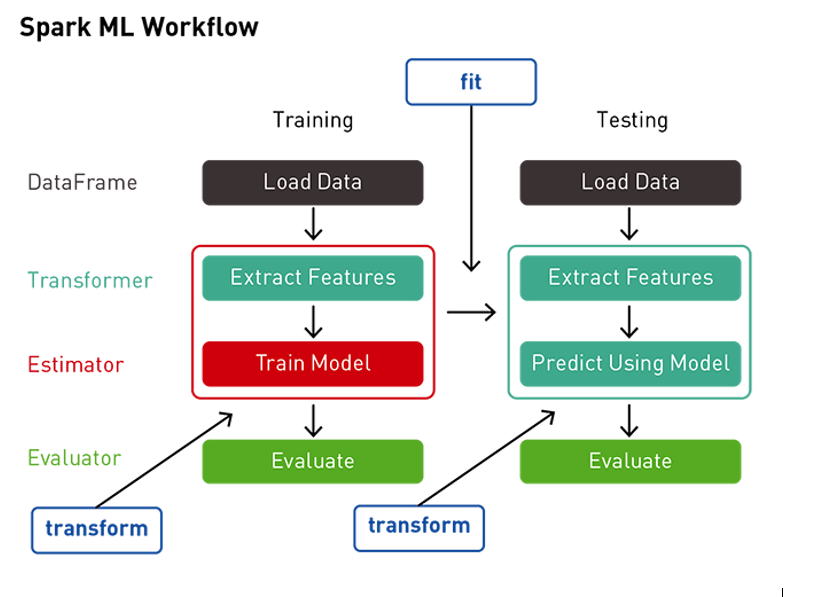 Spark ML Workflow
fit
Training
Testing
DataFrame
Load Data
Load Data
Transformer
Extract Features
Extract Features
Estimator
Train Model
Predict Using Model
Evaluator
Evaluate
Evaluate
transform
transform